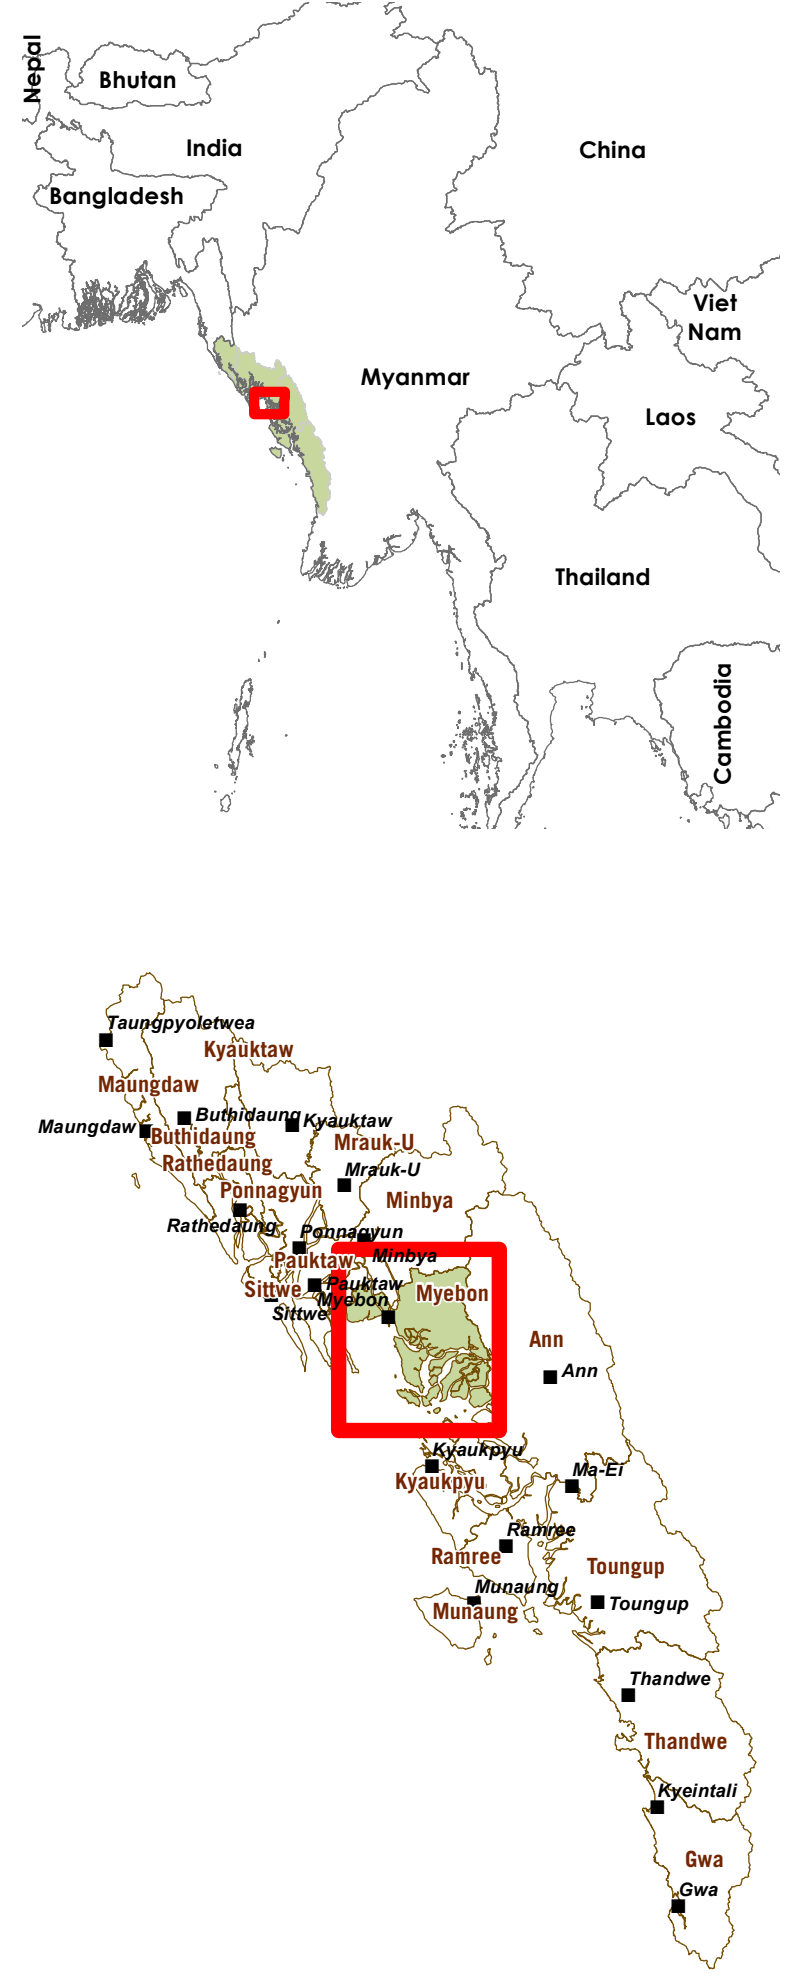 Nepal
Bhutan
India
China
Bangladesh
Viet
Nam
Myanmar
Laos
Thailand
Cambodia
Taungpyoletwea
Kyauktaw
Maungdaw
Buthidaung
Kyauktaw
Maungdaw
Buthidaung
Mrauk-U
Rathedaung
Mrauk-U
Ponnagyun
Minbya
Rathedaung
Ponnagyun
Minbya
Pauktaw
Pauktaw
Sittwe
Myebon
Myebon
Sittwe
Ann
Ann
Kyaukpyu
Ma-Ei
Kyaukpyu
Ramree
Ramree
Toungup
Munaung
Toungup
Munaung
Thandwe
Thandwe
Kyeintali
Gwa
Gwa